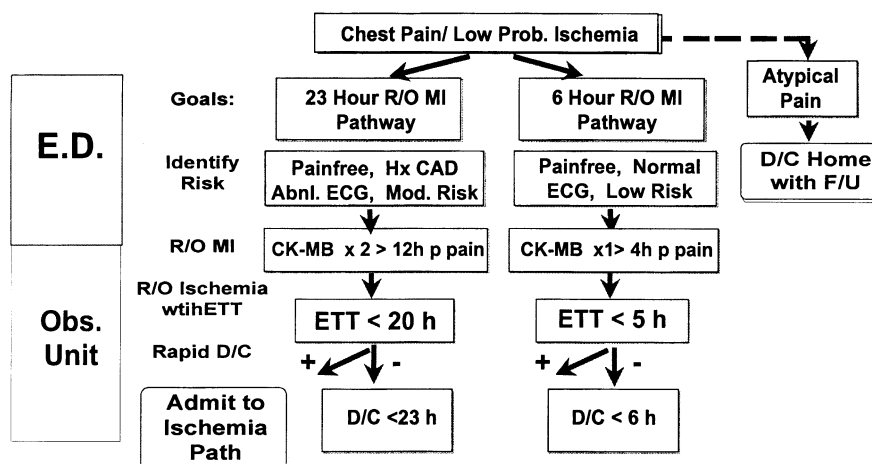 Chest Pain/ Low Prob. Ischemia
E.D.
Goals:
23 Hour R/O MI
Pathway
6 Hour R/O MI
Pathway
Atypical
Pain
Identify
Risk
Painfree, Hx CAD
Abnl. ECG, Mod. Risk
Painfree, Normal
ECG, Low Risk
D/C Home
with F/U
R/O MI
CK-MB x 2 > 12h p pain
CK-MB x1> 4h p pain
Obs.
Unit
R/O Ischemia
wtihETT
ETT < 20 h
ETT < 5 h
Rapid D/C
+ -
+ -
Admit to
Ischemia
Path
D/C <23 h
D/C < 6 h